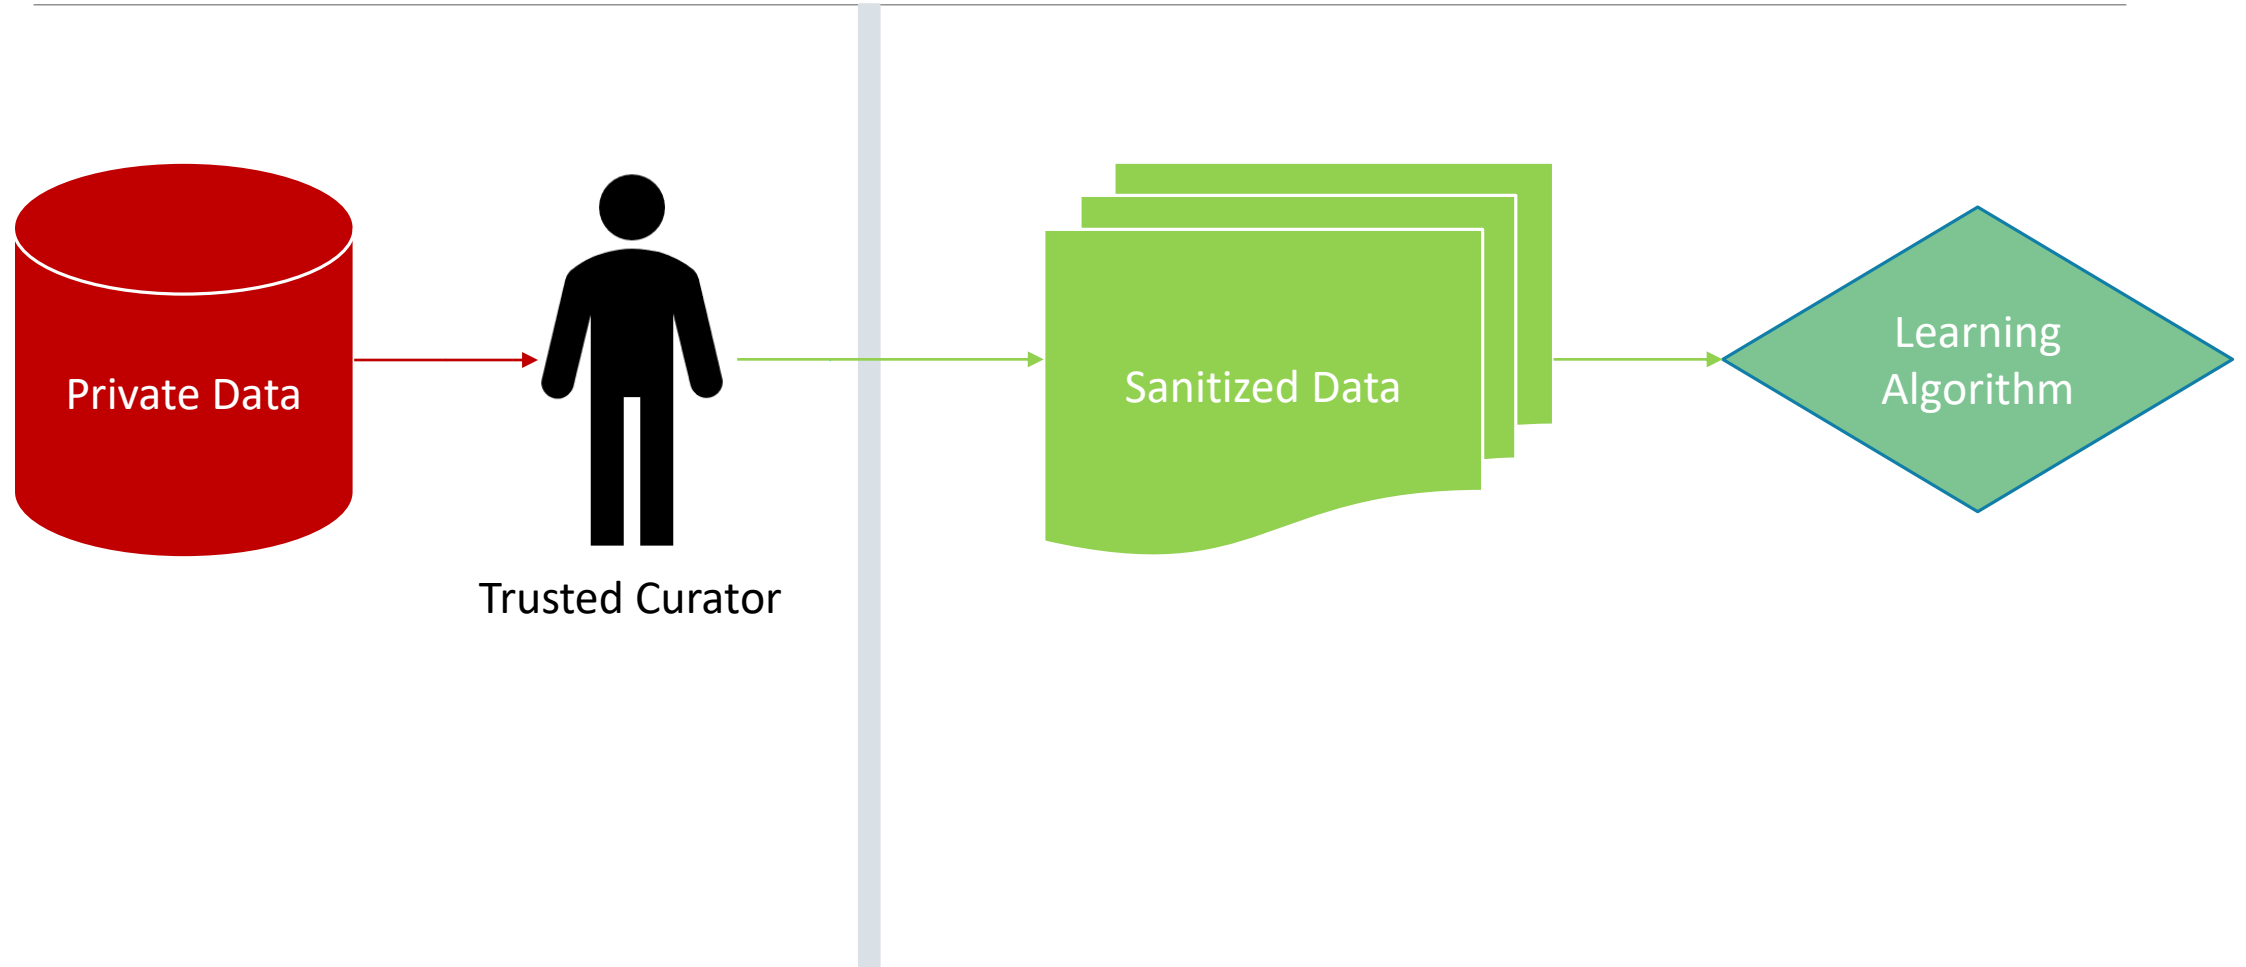 Private Data
Trusted Curator
Sanitized Data
Learning
Algorithm